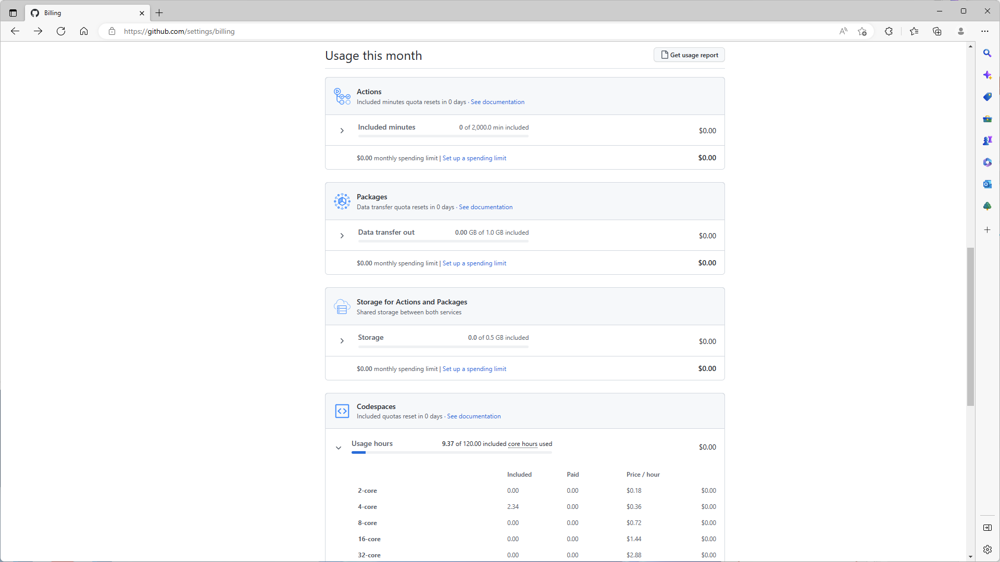 Billing
https://github.com/settings/billing
Usage this month
Get usage report
Actions
Included minutes quota resets in 0 days · See documentation
Included minutes 0 of 2,000.0 min included $0.00
$0.00 monthly spending limit | Set up a spending limit $0.00
Packages
Data transfer quota resets in 0 days · See documentation
Data transfer out 0.00 GB of 1.0 GB included $0.00
$0.00 monthly spending limit | Set up a spending limit $0.00
Storage for Actions and Packages
Shared storage between both services
Storage 0.0 of 0.5 GB included $0.00
$0.00 monthly spending limit | Set up a spending limit $0.00
Codespaces
Included quotas reset in 0 days · See documentation
Usage hours 9.37 of 120.00 included core hours used $0.00
Included Paid Price / hour
2-core 0.00 0.00 $0.18 $0.00
4-core 2.34 0.00 $0.36 $0.00
8-core 0.00 0.00 $0.72 $0.00
16-core 0.00 0.00 $1.44 $0.00
32-core 0.00 0.00 $2.88 $0.00